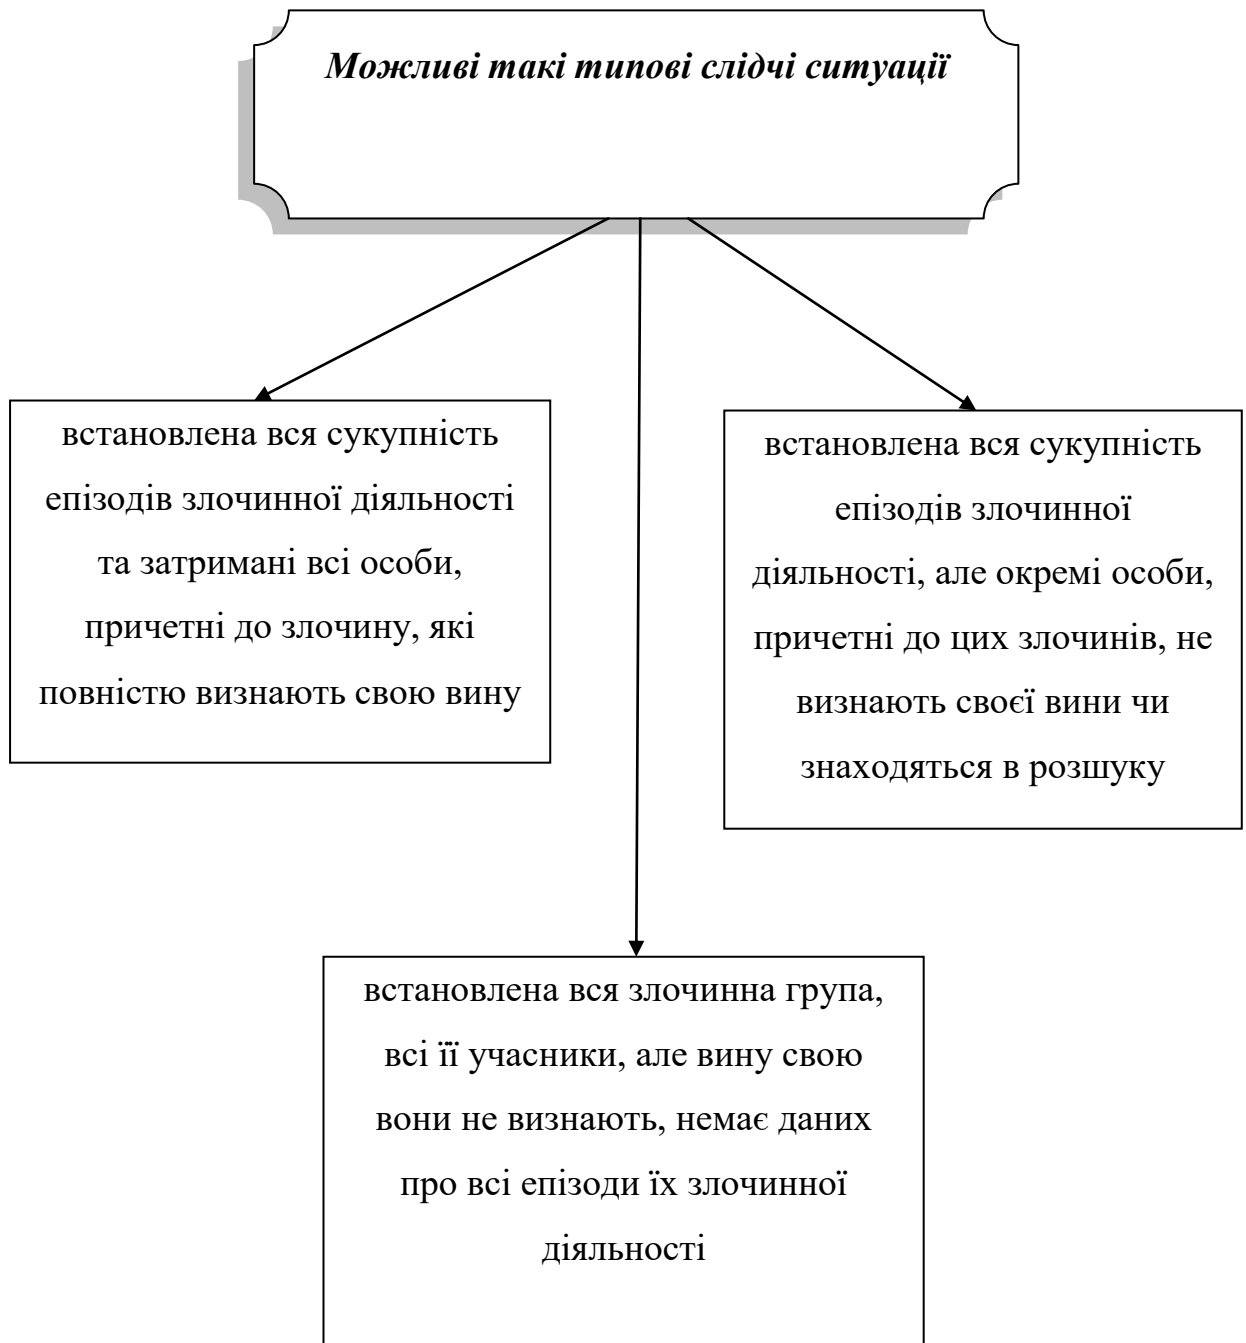 Можливі такі типові слідчі ситуації
встановлена вся сукупність
епізодів злочинної діяльності
та затримані всі особи,
причетні до злочину, які
повністю визнають свою вину
встановлена вся сукупність
епізодів злочинної
діяльності, але окремі особи,
причетні до цих злочинів, не
визнають своєї вини чи
знаходяться в розшуку
встановлена вся злочинна група,
всі її учасники, але вину свою
вони не визнають, немає даних
про всі епізоди їх злочинної
діяльності